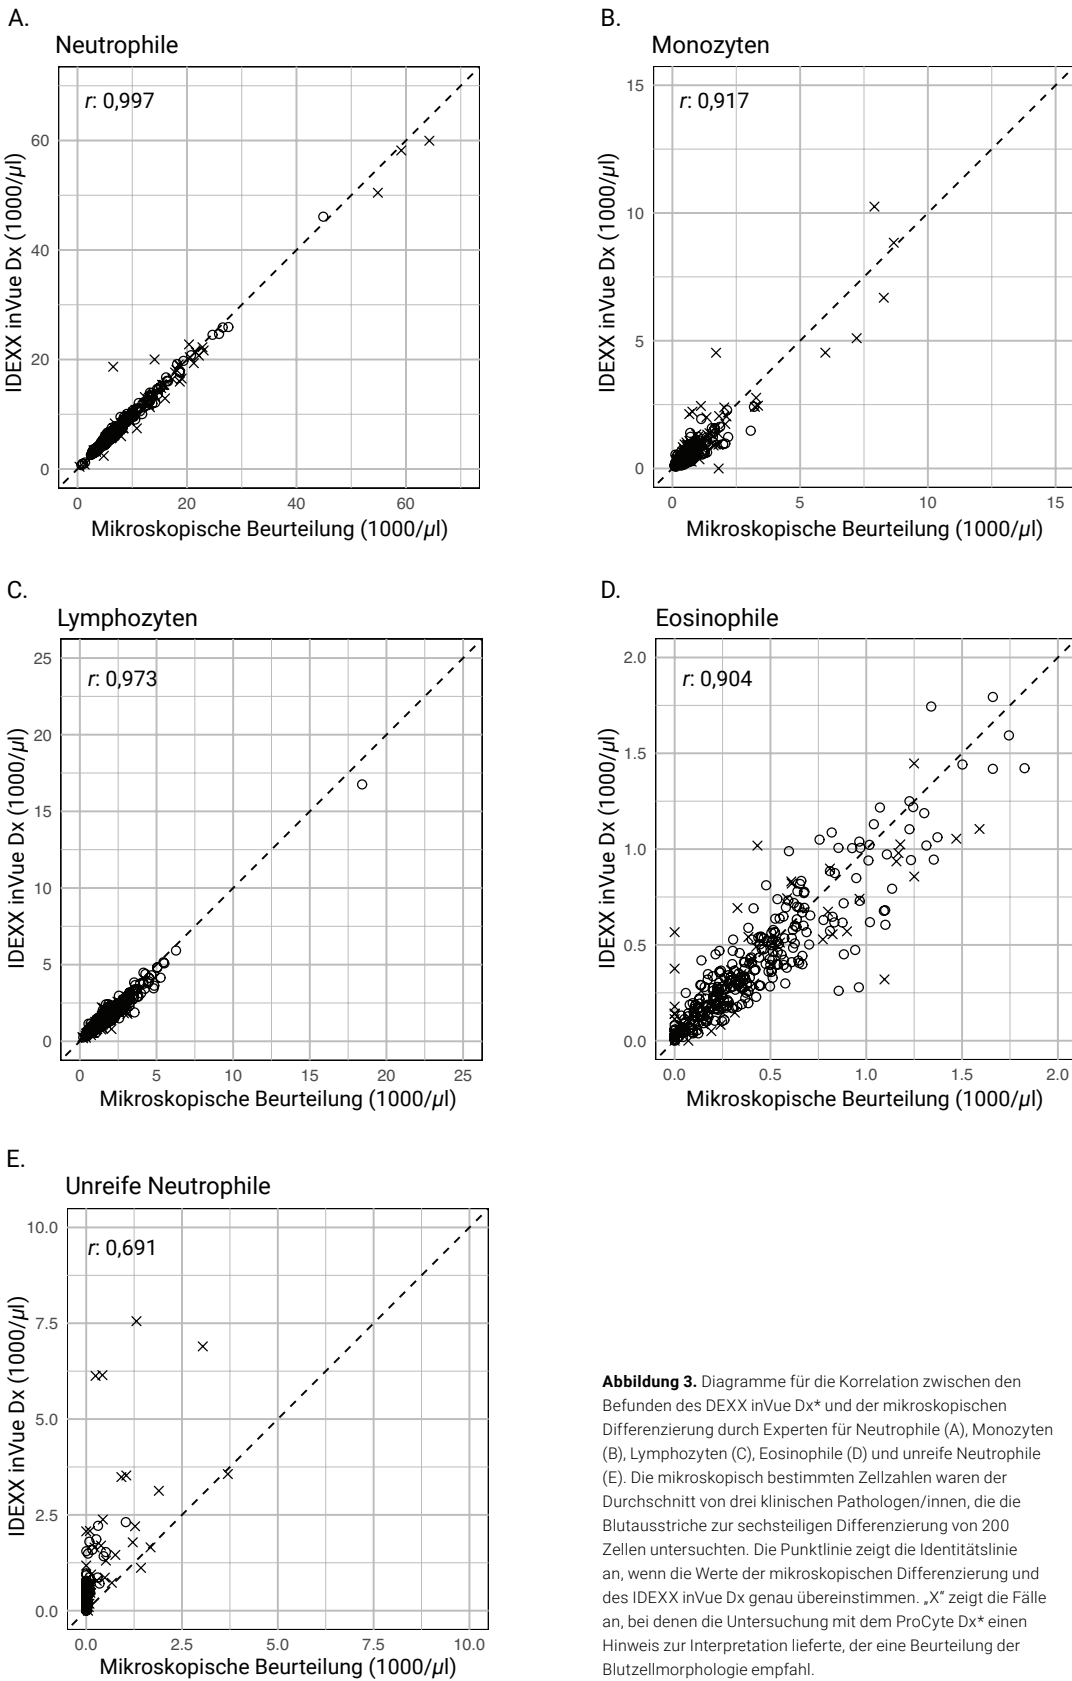 A.
Neutrophile
r: 0,997
IDEXX inVue Dx (1000/µl)
60
40
20
0
0 20 40 60
Mikroskopische Beurteilung (1000/µl)
B.
Monozyten
r: 0,917
IDEXX inVue Dx (1000/µl)
15
10
5
0
0 5 10 15
Mikroskopische Beurteilung (1000/µl)
C.
Lymphozyten
r: 0,973
IDEXX inVue Dx (1000/µl)
25
20
15
10
5
0
0 5 10 15 20 25
Mikroskopische Beurteilung (1000/µl)
D.
Eosinophile
r: 0,904
IDEXX inVue Dx (1000/µl)
2.0
1.5
1.0
0.5
0.0
0.0 0.5 1.0 1.5 2.0
Mikroskopische Beurteilung (1000/µl)
E.
Unreife Neutrophile
r: 0,691
IDEXX inVue Dx (1000/µl)
10.0
7.5
5.0
2.5
0.0
0.0 2.5 5.0 7.5 10.0
Mikroskopische Beurteilung (1000/µl)
Abbildung 3. Diagramme für die Korrelation zwischen den
Befunden des DEXX inVue Dx* und der mikroskopischen
Differenzierung durch Experten für Neutrophile (A), Monozyten
(B), Lymphozyten (C), Eosinophile (D) und unreife Neutrophile
(E). Die mikroskopisch bestimmten Zellzahlen waren der
Durchschnitt von drei klinischen Pathologen/innen, die die
Blutausstriche zur sechsteiligen Differenzierung von 200
Zellen untersuchten. Die Punktlinie zeigt die Identitätslinie
an, wenn die Werte der mikroskopischen Differenzierung und
des IDEXX inVue Dx genau übereinstimmen. „X“ zeigt die Fälle
an, bei denen die Untersuchung mit dem ProCyte Dx* einen
Hinweis zur Interpretation lieferte, der eine Beurteilung der
Blutzellmorphologie empfahl.